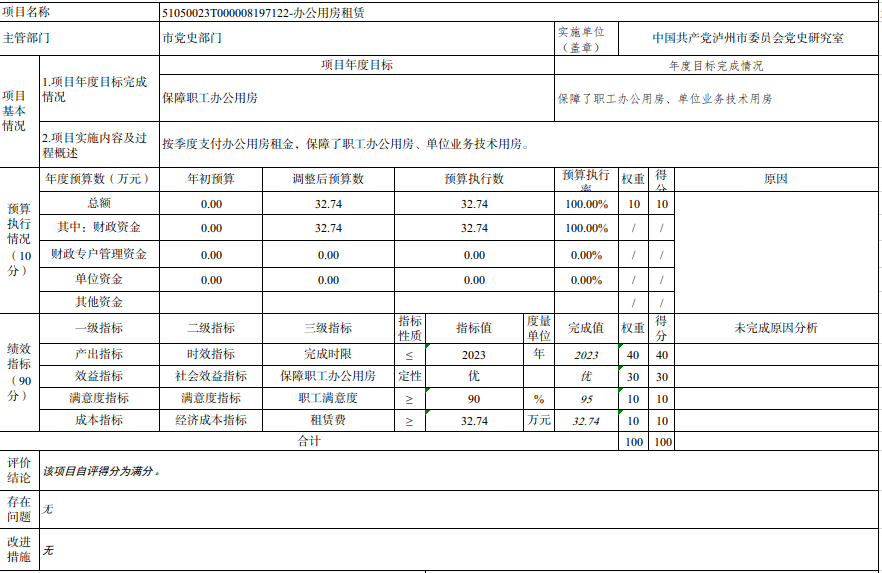 项目名称 51050023T000008197122-办公用房租赁
主管部门 市党史部门 实施单位（盖章） 中国共产党泸州市委员会党史研究室
项目基本情况 1.项目年度目标完成情况 项目年度目标 年度目标完成情况
保障职工办公用房 保障了职工办公用房、单位业务技术用房
2.项目实施内容及过程概述 按季度支付办公用房租金，保障了职工办公用房、单位业务技术用房。
预算执行情况（10分） 年度预算数（万元） 年初预算 调整后预算数 预算执行数 预算执行率 权重 得分 原因
总额 0.00 32.74 32.74 100.00% 10 10
其中：财政资金 0.00 32.74 32.74 100.00% / /
财政专户管理资金 0.00 0.00 0.00 0.00% / /
单位资金 0.00 0.00 0.00 0.00% / /
其他资金 / /
绩效指标（90分） 一级指标 二级指标 三级指标 指标性质 指标值 度量单位 完成值 权重 得分 未完成原因分析
产出指标 时效指标 完成时限 ≤ 2023 年 2023 40 40
效益指标 社会效益指标 保障职工办公用房 定性 优 优 30 30
满意度指标 满意度指标 职工满意度 ≥ 90 % 95 10 10
成本指标 经济成本指标 租赁费 ≥ 32.74 万元 32.74 10 10
合计 100 100
评价结论 该项目自评得分为满分。
存在问题 无
改进措施 无